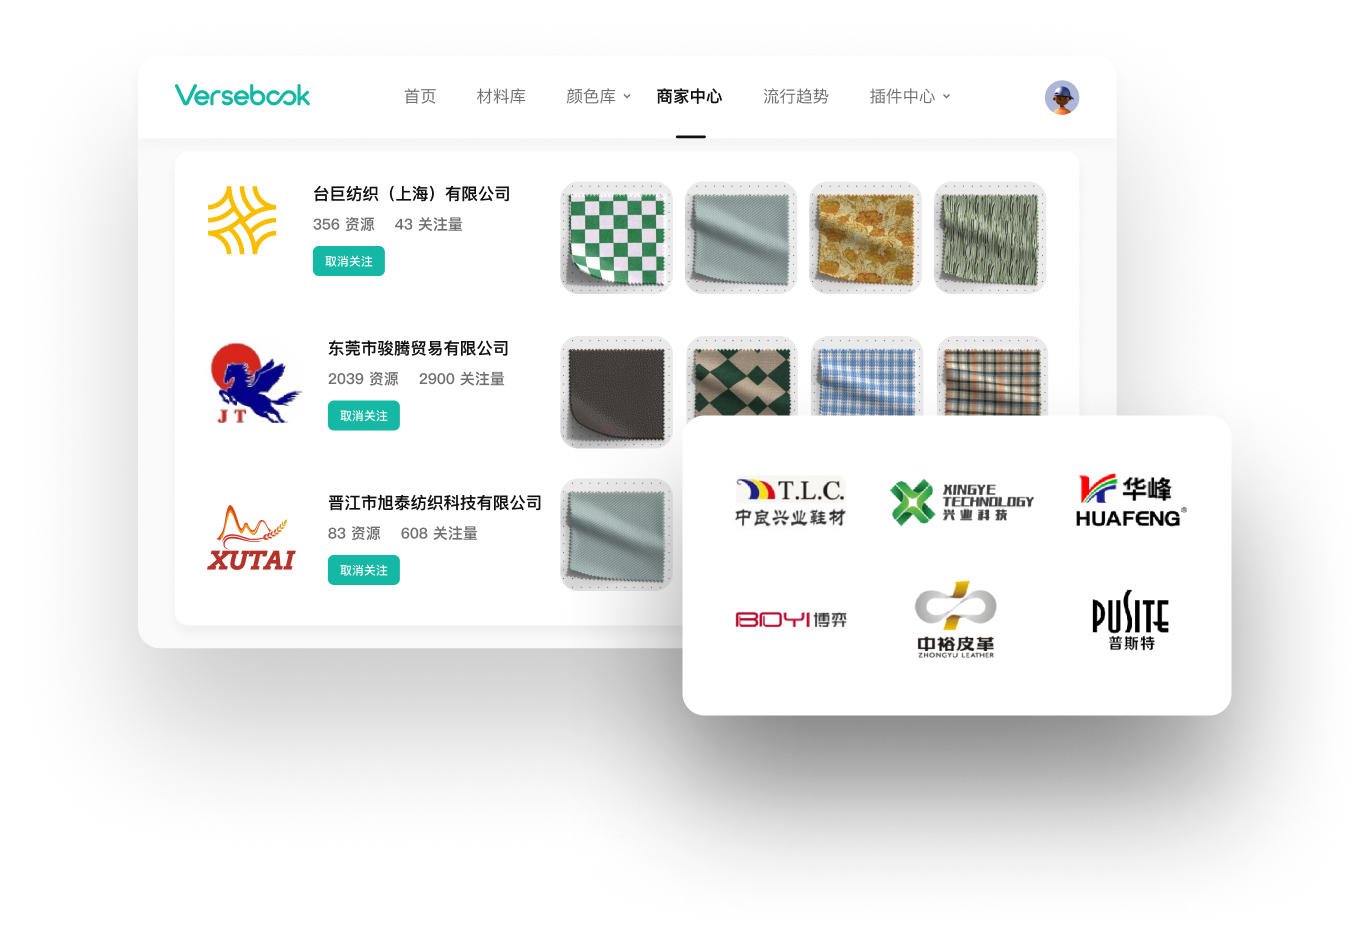 Versebook
首页
材料库
颜色库
商家中心
流行趋势
插件中心
台巨纺织（上海）有限公司
356 资源 43 关注量
取消关注
JT
东莞市骏腾贸易有限公司
2039 资源 2900 关注量
取消关注
XUTAI
晋江市旭泰纺织科技有限公司
83 资源 608 关注量
取消关注
T.L.C.
中良兴业鞋材
XINGYE
TECHNOLOGY
兴业科技
华峰
HUAFENG®
BOYI博弈
中裕皮革
ZHONGYU LEATHER
PUSITE
普斯特